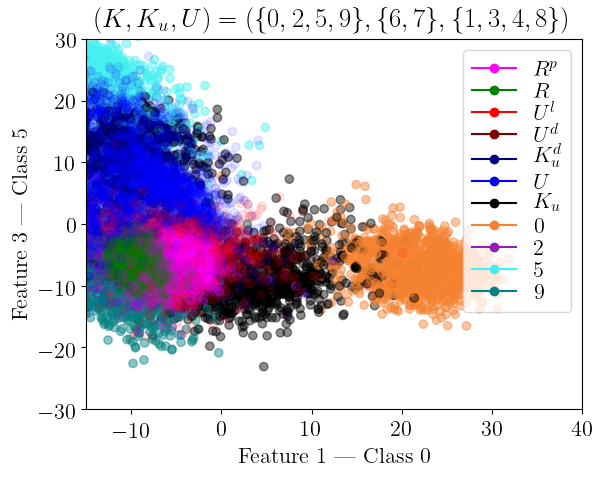 (K, K_u, U) = ({0, 2, 5, 9}, {6, 7}, {1, 3, 4, 8})
30
20
10
0
−10
−20
−30
Feature 3 — Class 5
−10
0
10
20
30
40
Feature 1 — Class 0
R^p
R
U^l
U^d
K_u^d
U
K_u
0
2
5
9